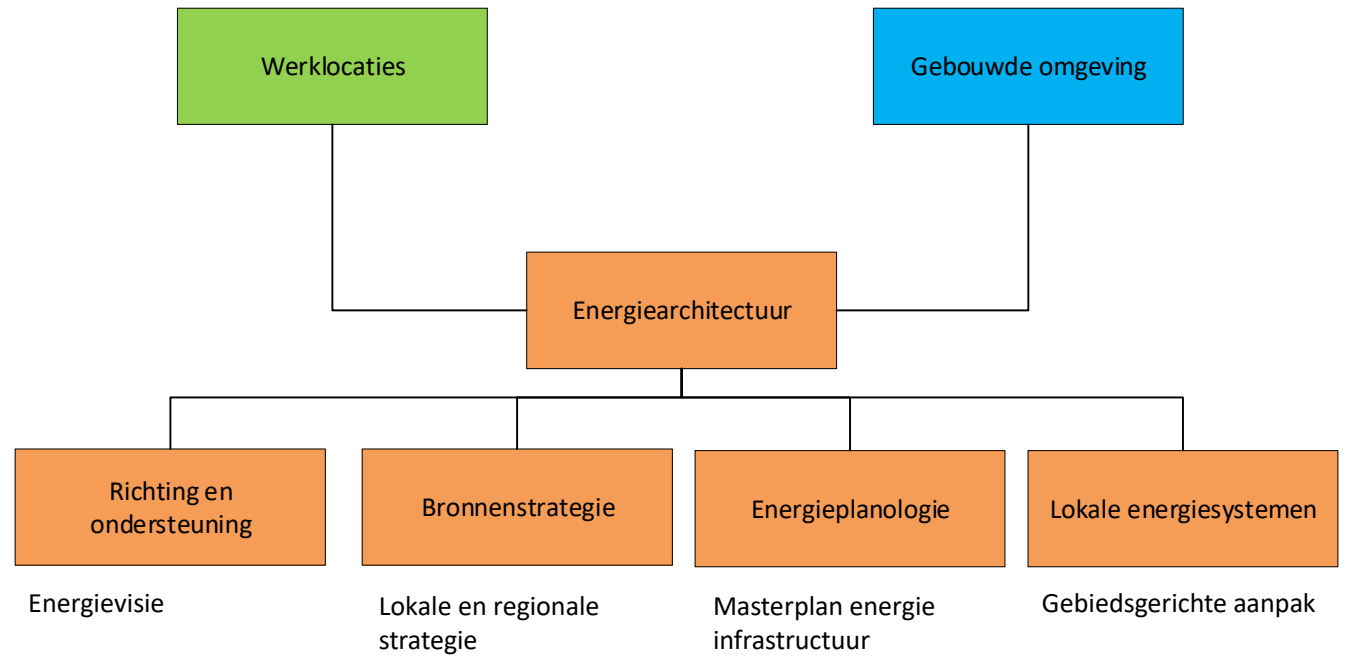 Werklocaties
Gebouwde omgeving
Energiearchitectuur
Richting en
ondersteuning
Bronnenstrategie
Energieplanologie
Lokale energiesystemen
Energievisie
Lokale en regionale
strategie
Masterplan energie
infrastructuur
Gebiedsgerichte aanpak